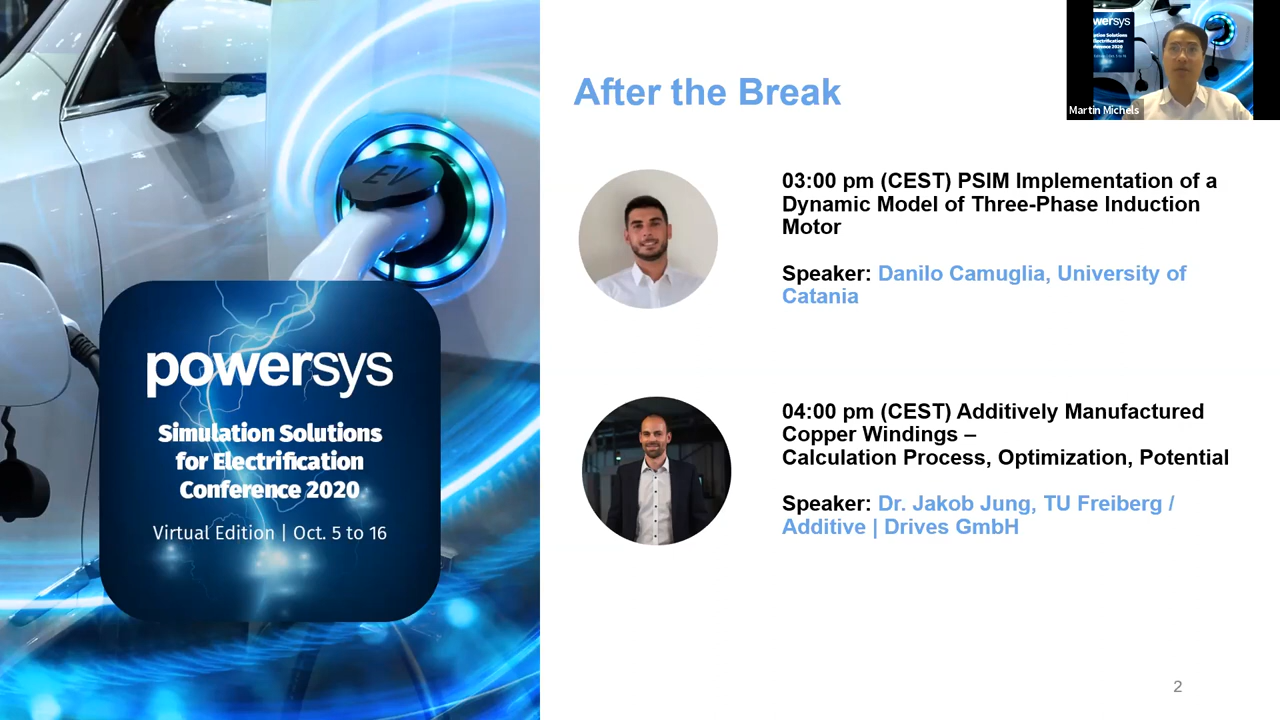 EV
powersys
Simulation Solutions
for Electrification
Conference 2020
Virtual Edition | Oct. 5 to 16
After the Break
03:00 pm (CEST) PSIM Implementation of a
Dynamic Model of Three-Phase Induction
Motor
Speaker: Danilo Camuglia, University of
Catania
04:00 pm (CEST) Additively Manufactured
Copper Windings –
Calculation Process, Optimization, Potential
Speaker: Dr. Jakob Jung, TU Freiberg /
Additive | Drives GmbH
2
wersys
Martin Michels